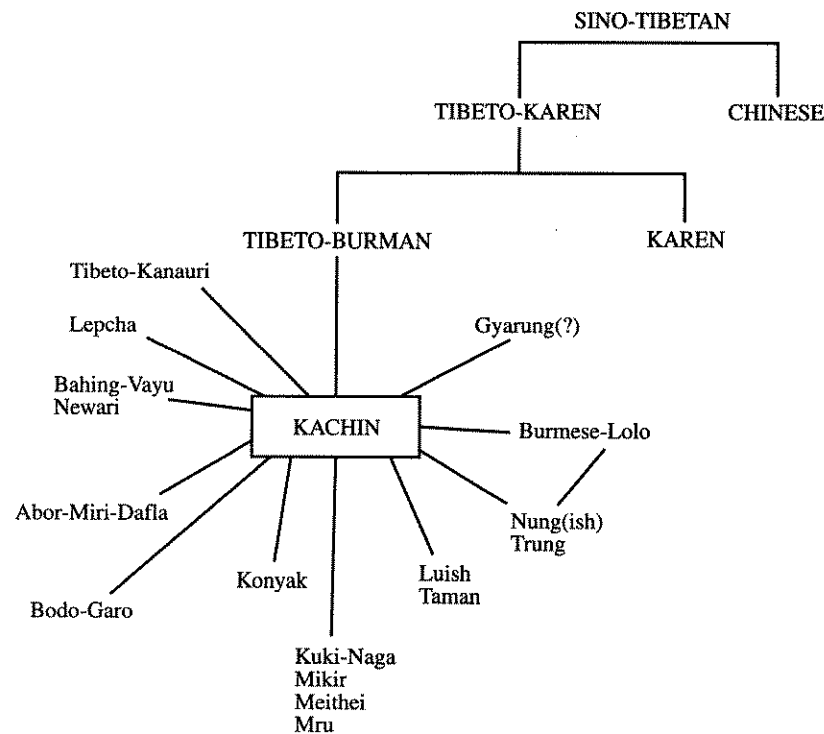 SINO-TIBETAN
TIBETO-KAREN
CHINESE
TIBETO-BURMAN
KAREN
Tibeto-Kanauri
Lepcha
Gyarung(?)
Bahing-Vayu
Newari
KACHIN
Burmese-Lolo
Abor-Miri-Dafla
Nung(ish)
Trung
Bodo-Garo
Konyak
Luish
Taman
Kuki-Naga
Mikir
Meithei
Mru